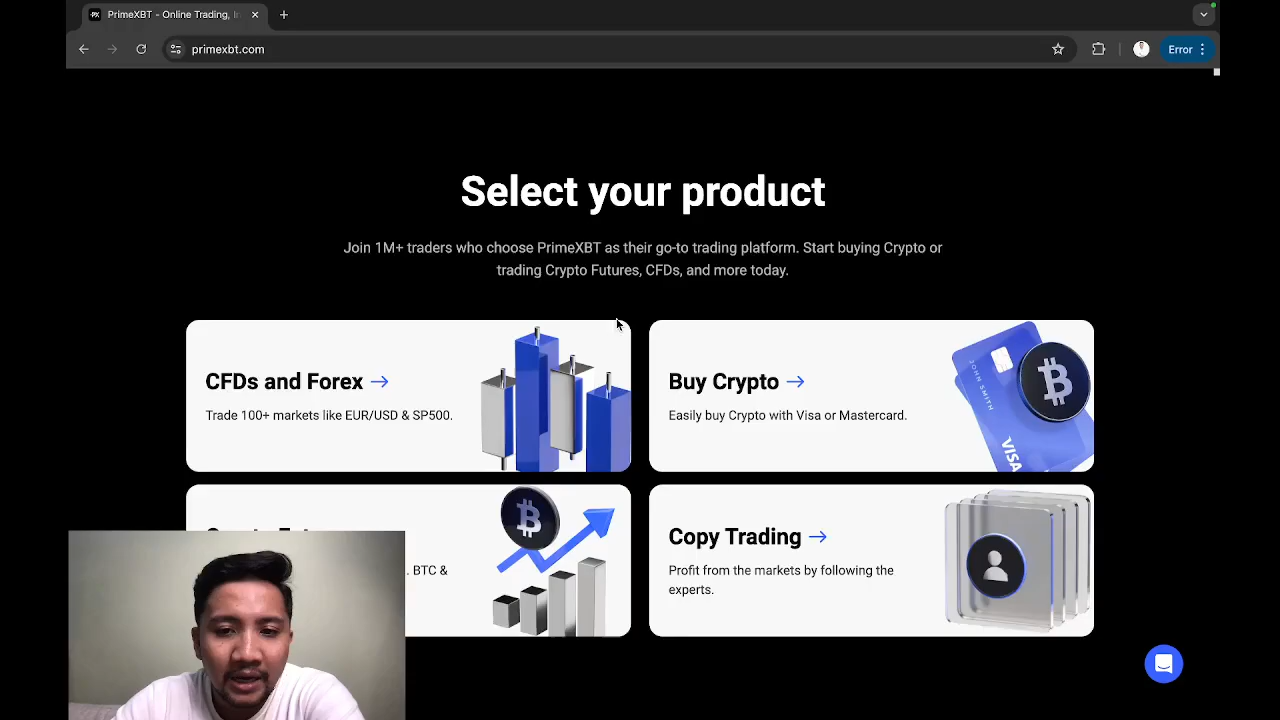 PrimeXBT - Online Trading, In
primexbt.com
Error
Select your product
Join 1M+ traders who choose PrimeXBT as their go-to trading platform. Start buying Crypto or
trading Crypto Futures, CFDs, and more today.
CFDs and Forex
Trade 100+ markets like EUR/USD & SP500.
Buy Crypto
Easily buy Crypto with Visa or Mastercard.
JOHN SMITH
VISA
. BTC &
Copy Trading
Profit from the markets by following the
experts.